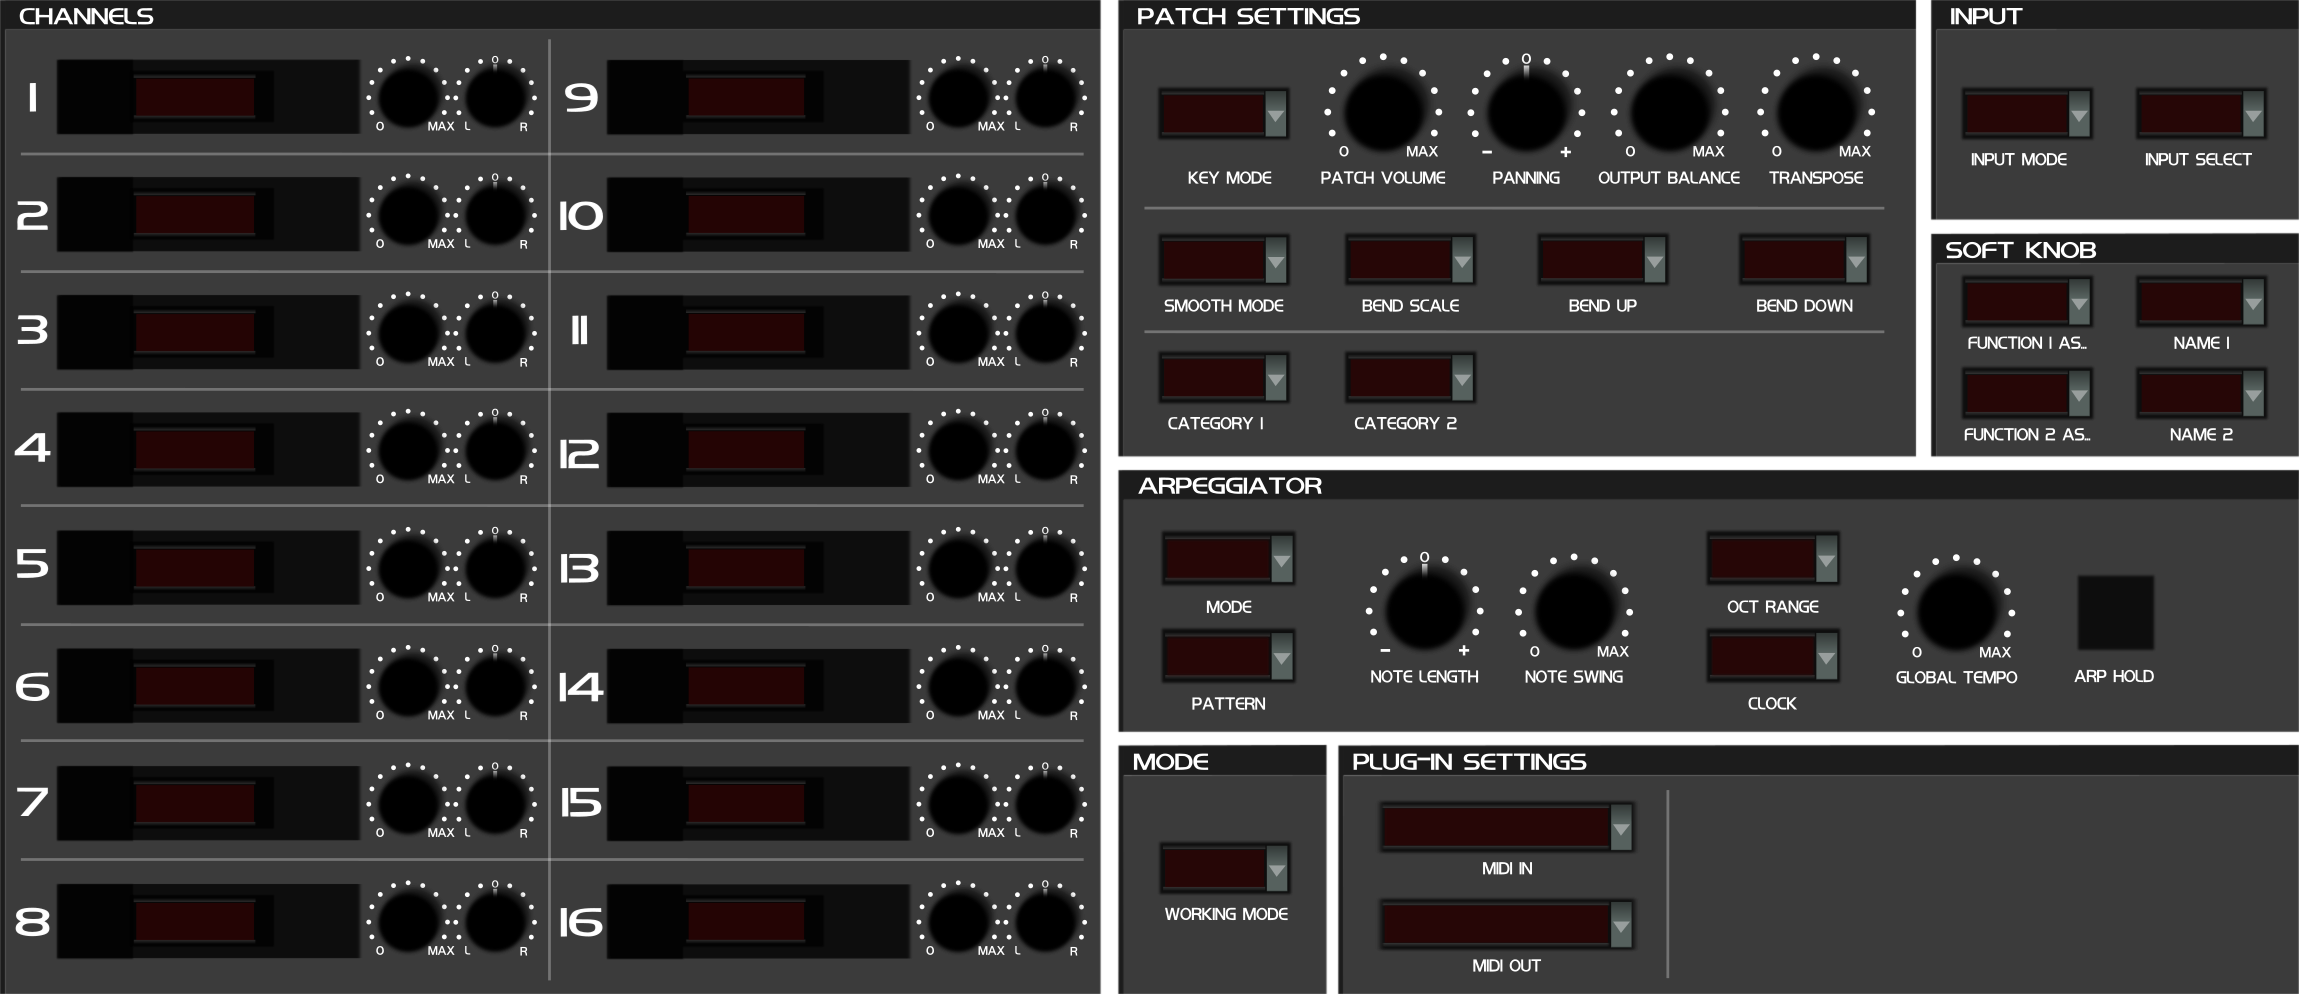 CHANNELS
1 O MAX L O R
9 O MAX L O R
2 O MAX L O R
10 O MAX L O R
3 O MAX L O R
11 O MAX L O R
4 O MAX L O R
12 O MAX L O R
5 O MAX L O R
13 O MAX L O R
6 O MAX L O R
14 O MAX L O R
7 O MAX L O R
15 O MAX L O R
8 O MAX L O R
16 O MAX L O R
PATCH SETTINGS
O
O MAX - + O MAX O MAX
KEY MODE PATCH VOLUME PANNING OUTPUT BALANCE TRANSPOSE
SMOOTH MODE BEND SCALE BEND UP BEND DOWN
CATEGORY 1 CATEGORY 2
INPUT
INPUT MODE INPUT SELECT
SOFT KNOB
FUNCTION 1 AS... NAME 1
FUNCTION 2 AS... NAME 2
ARPEGGIATOR
O
MODE OCT RANGE
- + O MAX O MAX
NOTE LENGTH NOTE SWING GLOBAL TEMPO ARP HOLD
PATTERN CLOCK
MODE
WORKING MODE
PLUG-IN SETTINGS
MIDI IN
MIDI OUT